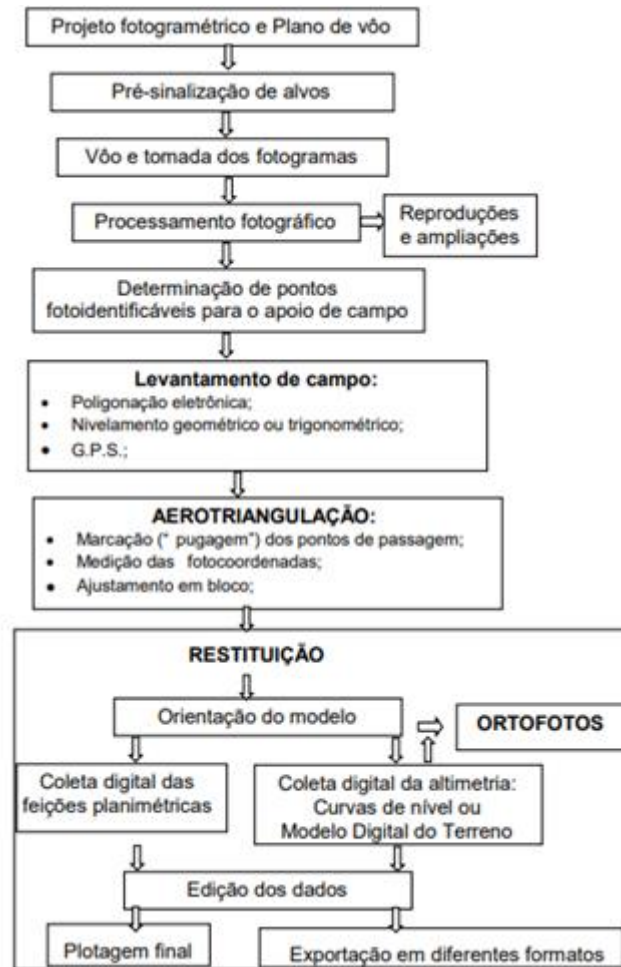 Projeto fotogramétrico e Plano de vôo
Pré-sinalização de alvos
Vôo e tomada dos fotogramas
Processamento fotográfico
Reproduções
e ampliações
Determinação de pontos
fotoidentificáveis para o apoio de campo
Levantamento de campo:
• Poligonação eletrônica;
• Nivelamento geométrico ou trigonométrico;
• G.P.S.;
AEROTRIANGULAÇÃO:
• Marcação (“ pugagem”) dos pontos de passagem;
• Medição das fotocoordenadas;
• Ajustamento em bloco;
RESTITUIÇÃO
Orientação do modelo
ORTOFOTOS
Coleta digital das
feições planimétricas
Coleta digital da altimetria:
Curvas de nível ou
Modelo Digital do Terreno
Edição dos dados
Plotagem final
Exportação em diferentes formatos